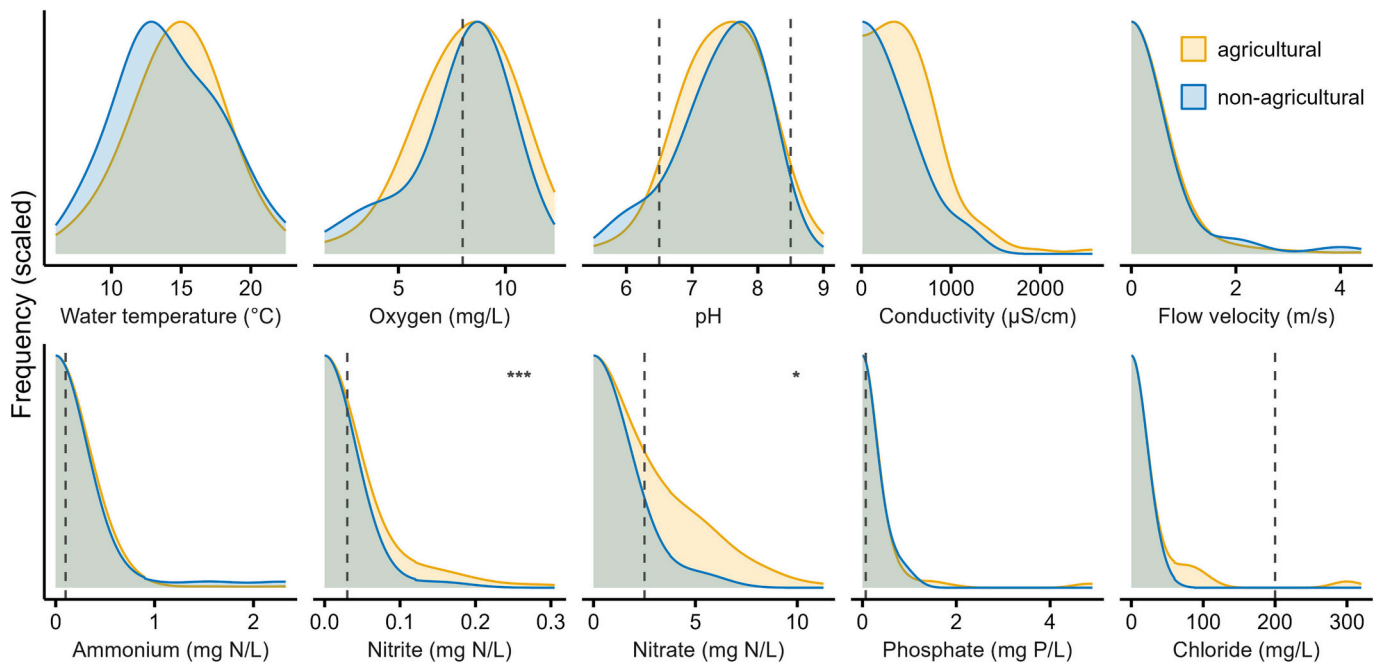 Frequency (scaled)
agricultural
non-agricultural
10 15 20
Water temperature (°C)
5 10
Oxygen (mg/L)
6 7 8 9
pH
0 1000 2000
Conductivity (µS/cm)
0 2 4
Flow velocity (m/s)
0 1 2
Ammonium (mg N/L)
***
0.0 0.1 0.2 0.3
Nitrite (mg N/L)
*
0 5 10
Nitrate (mg N/L)
0 2 4
Phosphate (mg P/L)
0 100 200 300
Chloride (mg/L)